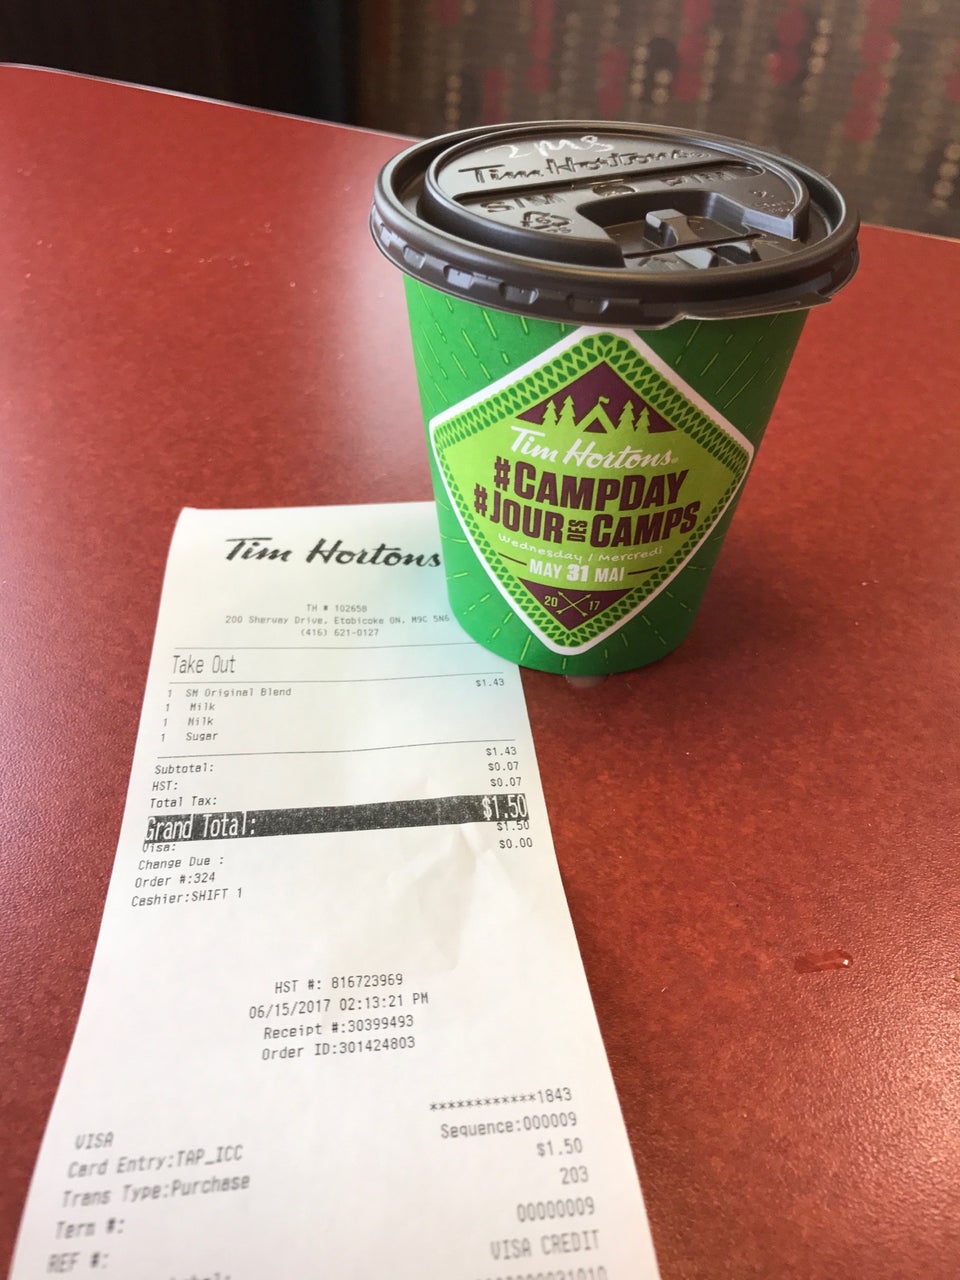 2MS
Tim Hortons
S/M
Tim Hortons
#CAMPDAY
#JOUR DES CAMPS
Wednesday / Mercredi
MAY 31 MAI
20 17
Tim Hortons
TH # 102658
200 Sherway Drive, Etobicoke ON, M9C 5N6
(416) 621-0127
Take Out
1 SM Original Blend $1.43
1 Milk
1 Milk
1 Sugar
Subtotal: $1.43
HST: $0.07
Total Tax: $0.07
Grand Total: $1.50
Visa: $1.50
Change Due : $0.00
Order #:324
Cashier:SHIFT 1
HST #: 816723969
06/15/2017 02:13:21 PM
Receipt #:30399493
Order ID:301424803
VISA ************1843
Card Entry:TAP_ICC Sequence:000009
Trans Type:Purchase $1.50
Term #: 203
REF #: 00000009
VISA CREDIT